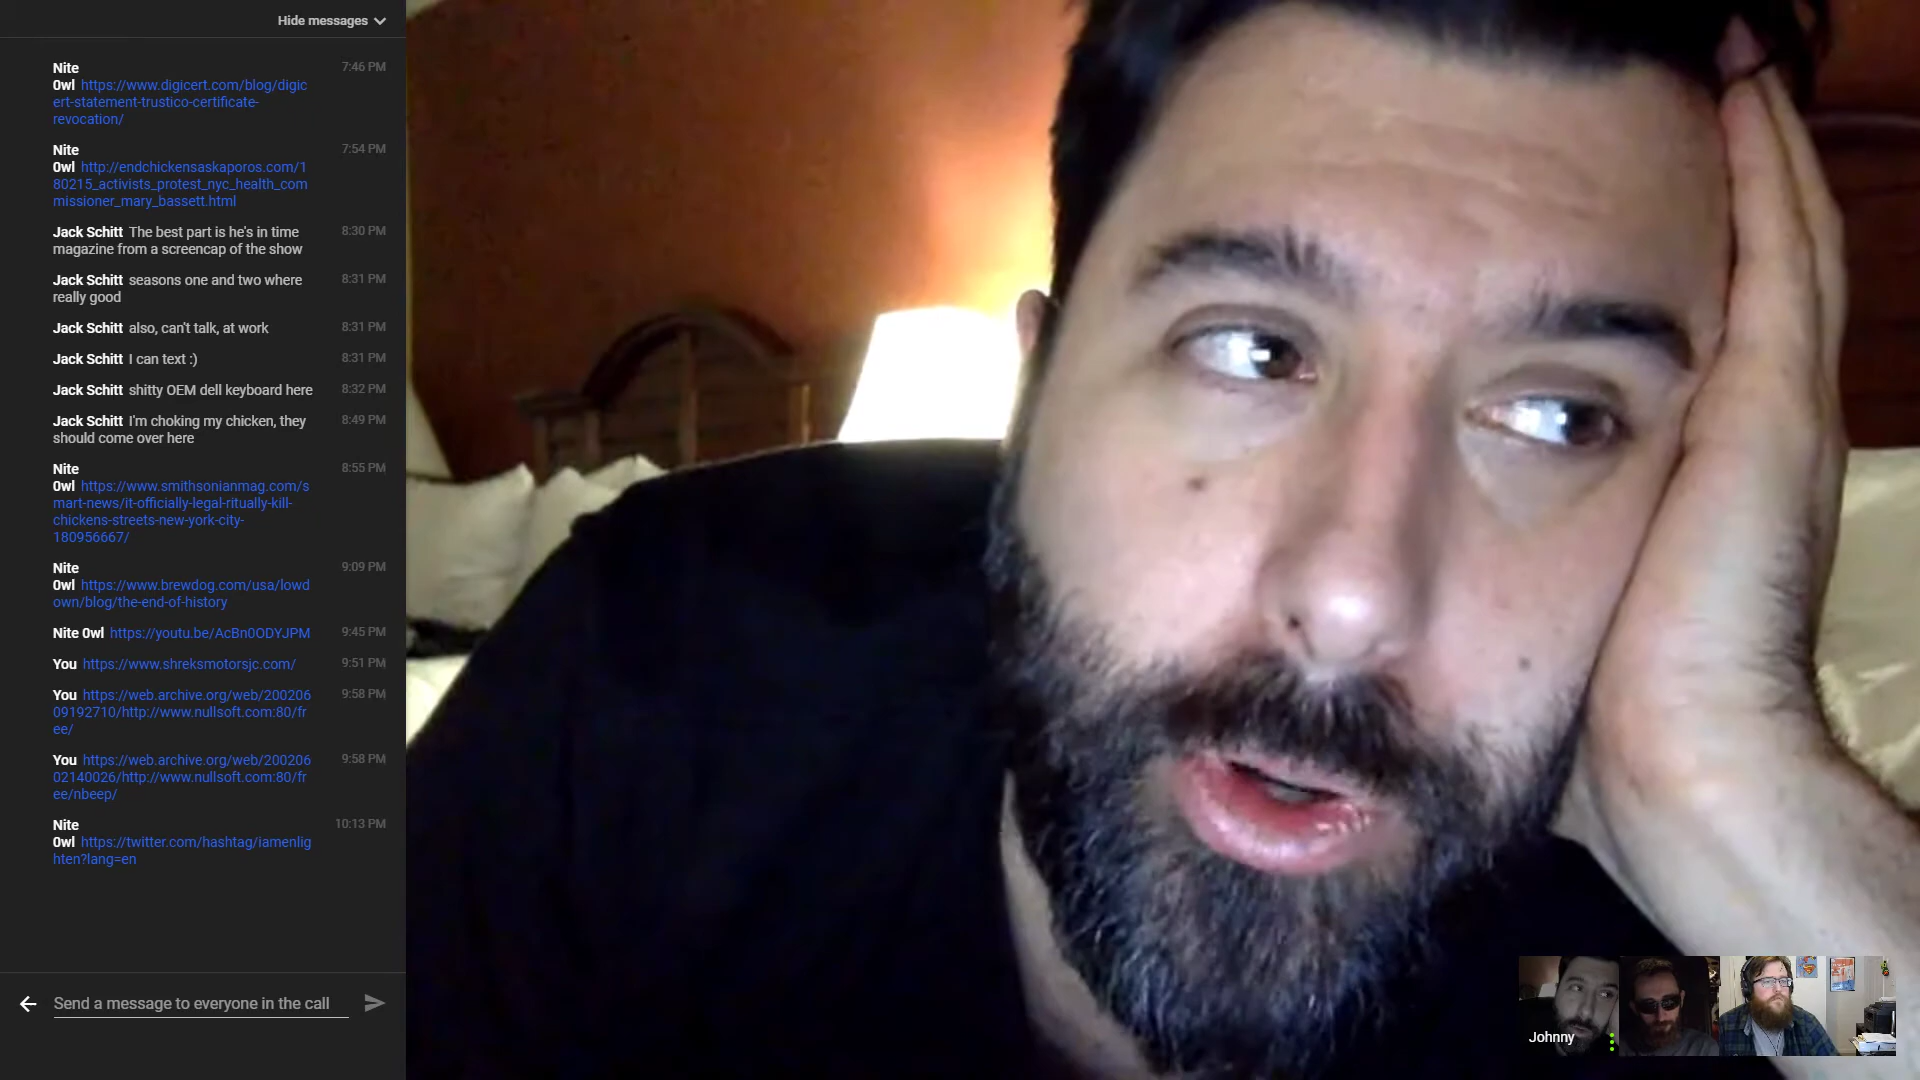 Hide messages
Nite 7:46 PM
0wl https://www.digicert.com/blog/digic
ert-statement-trustico-certificate-
revocation/
Nite 7:54 PM
0wl http://endchickensaskaporos.com/1
80215_activists_protest_nyc_health_com
missioner_mary_bassett.html
Jack Schitt The best part is he's in time 8:30 PM
magazine from a screencap of the show
Jack Schitt seasons one and two where 8:31 PM
really good
Jack Schitt also, can't talk, at work 8:31 PM
Jack Schitt I can text :) 8:31 PM
Jack Schitt shitty OEM dell keyboard here 8:32 PM
Jack Schitt I'm choking my chicken, they 8:49 PM
should come over here
Nite 8:55 PM
0wl https://www.smithsonianmag.com/s
mart-news/it-officially-legal-ritually-kill-
chickens-streets-new-york-city-
180956667/
Nite 9:09 PM
0wl https://www.brewdog.com/usa/lowd
own/blog/the-end-of-history
Nite 0wl https://youtu.be/AcBn0ODYJPM 9:45 PM
You https://www.shreksmotorsjc.com/ 9:51 PM
You https://web.archive.org/web/200206 9:58 PM
09192710/http://www.nullsoft.com:80/fr
ee/
You https://web.archive.org/web/200206 9:58 PM
02140026/http://www.nullsoft.com:80/fr
ee/nbeep/
Nite 10:13 PM
0wl https://twitter.com/hashtag/iamenlig
hten?lang=en
Send a message to everyone in the call
Johnny